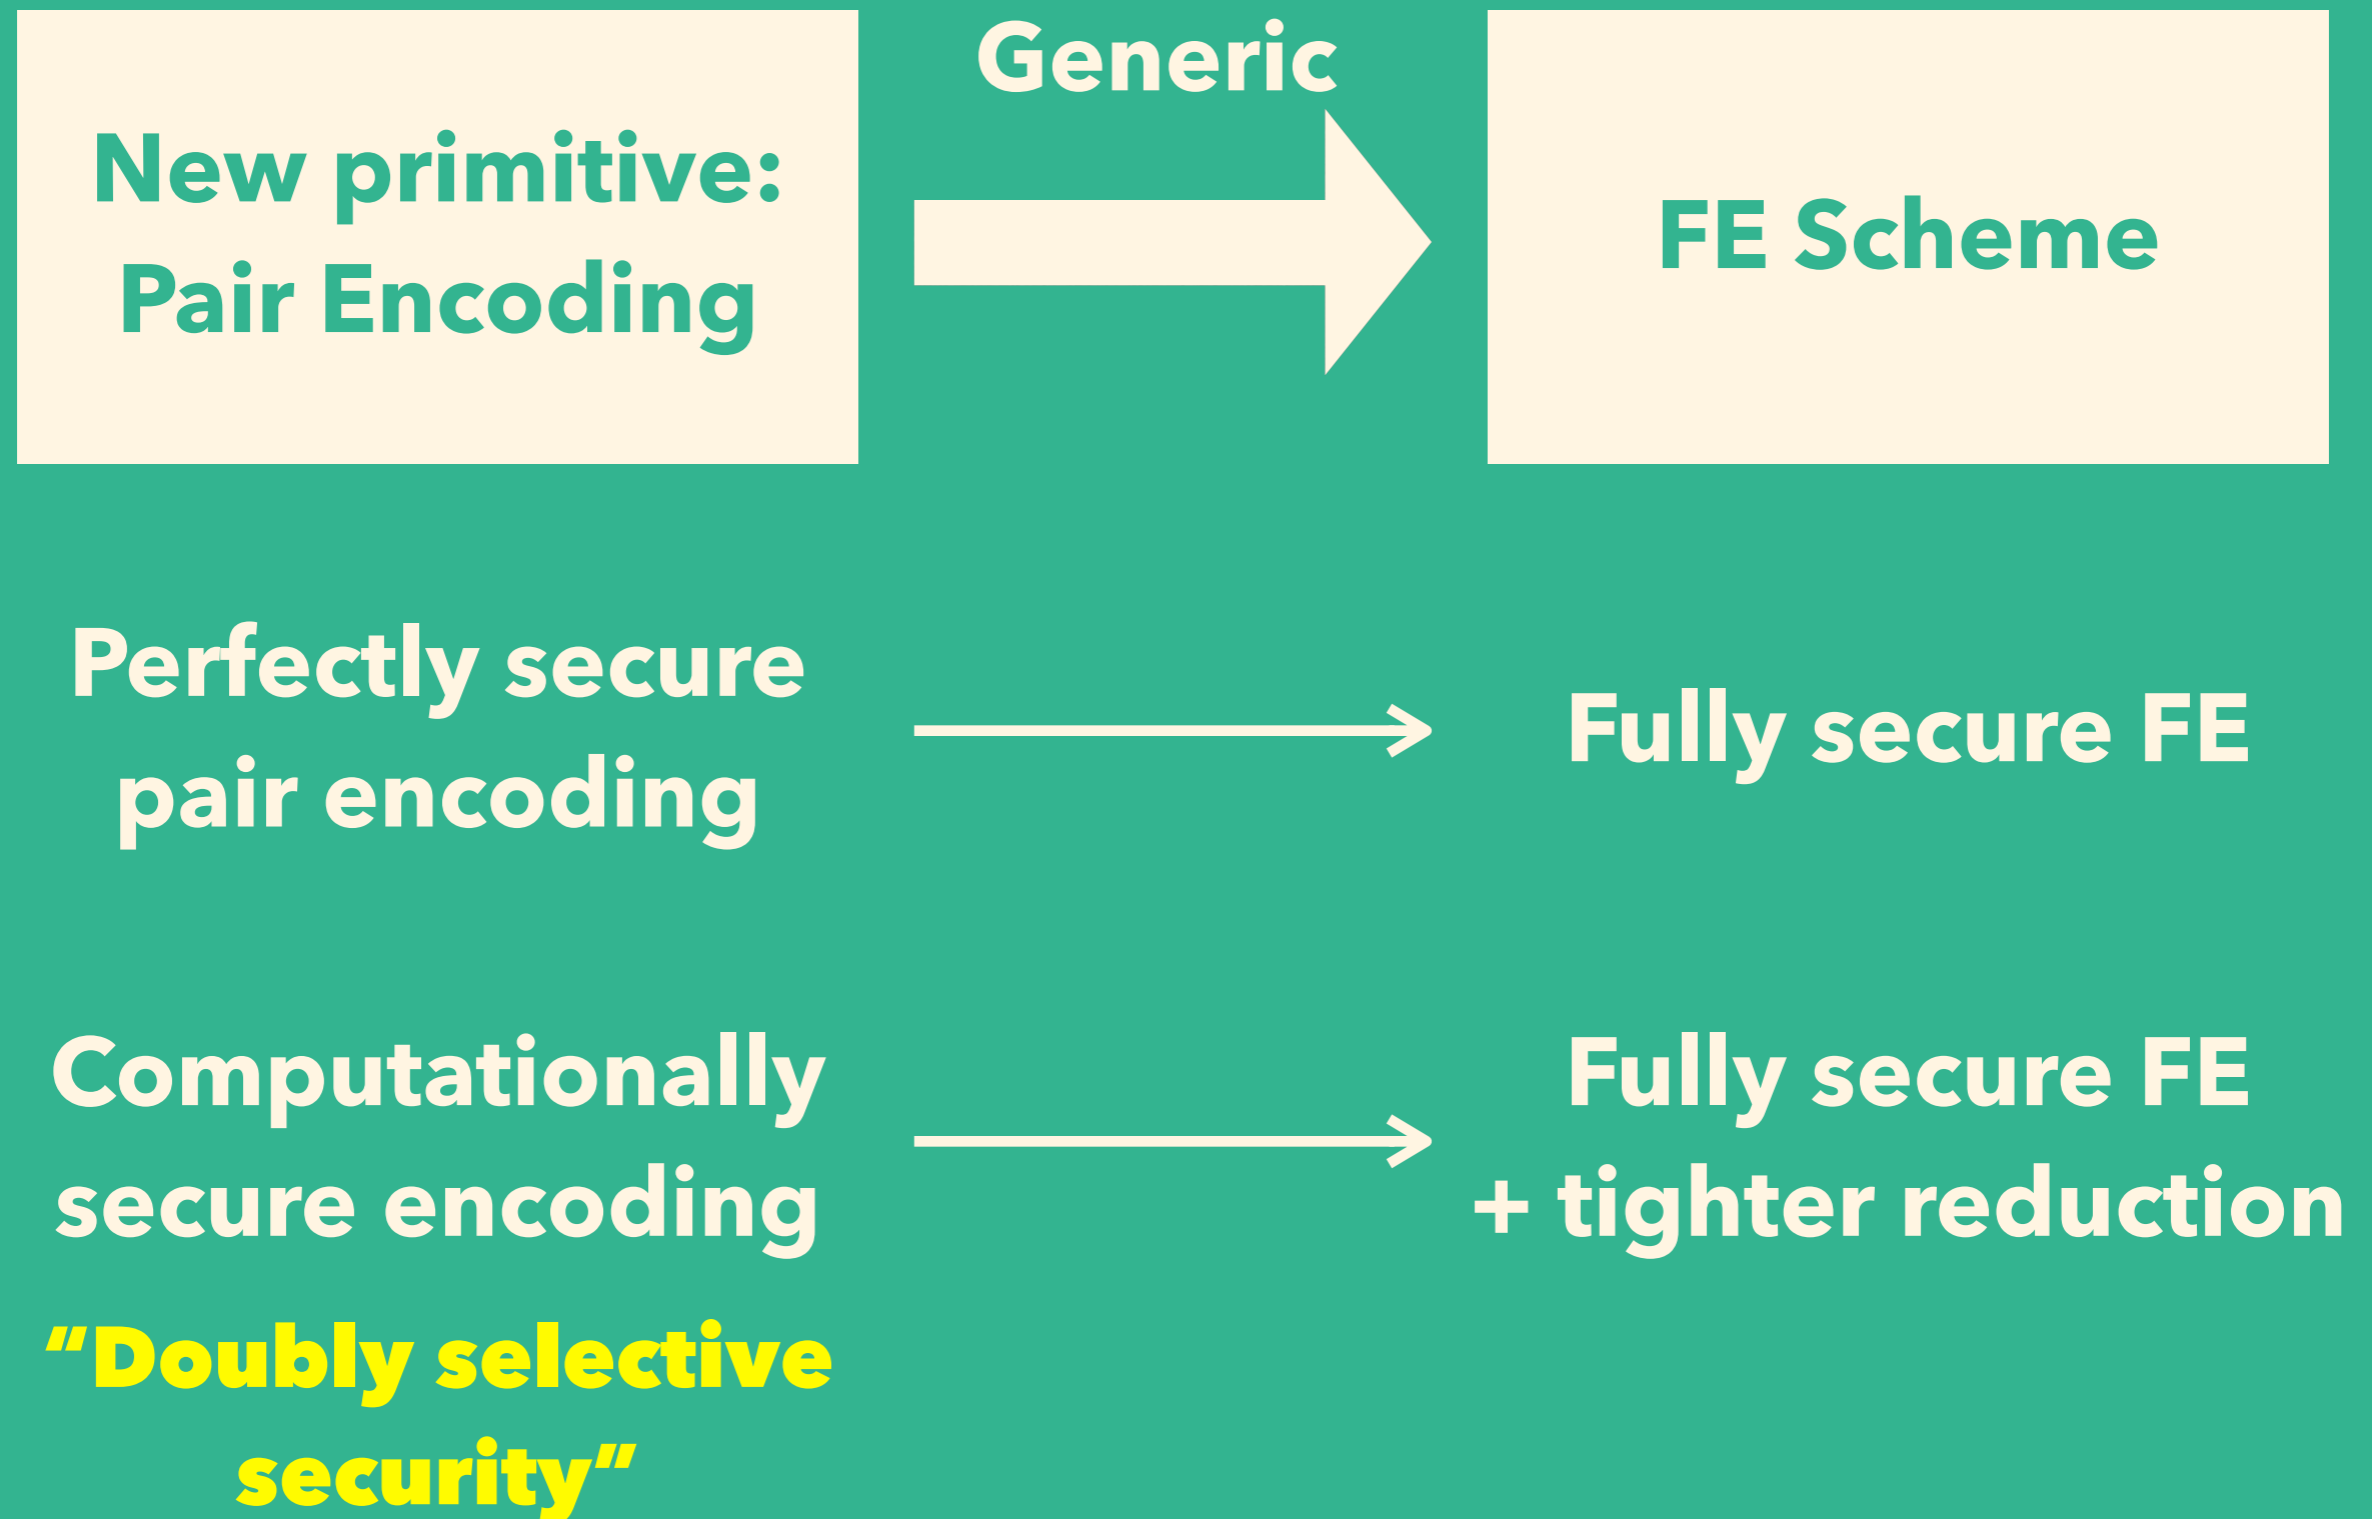 Generic
New primitive:
Pair Encoding
FE Scheme
Perfectly secure
pair encoding
Fully secure FE
Computationally
secure encoding
“Doubly selective
security”
Fully secure FE
+ tighter reduction